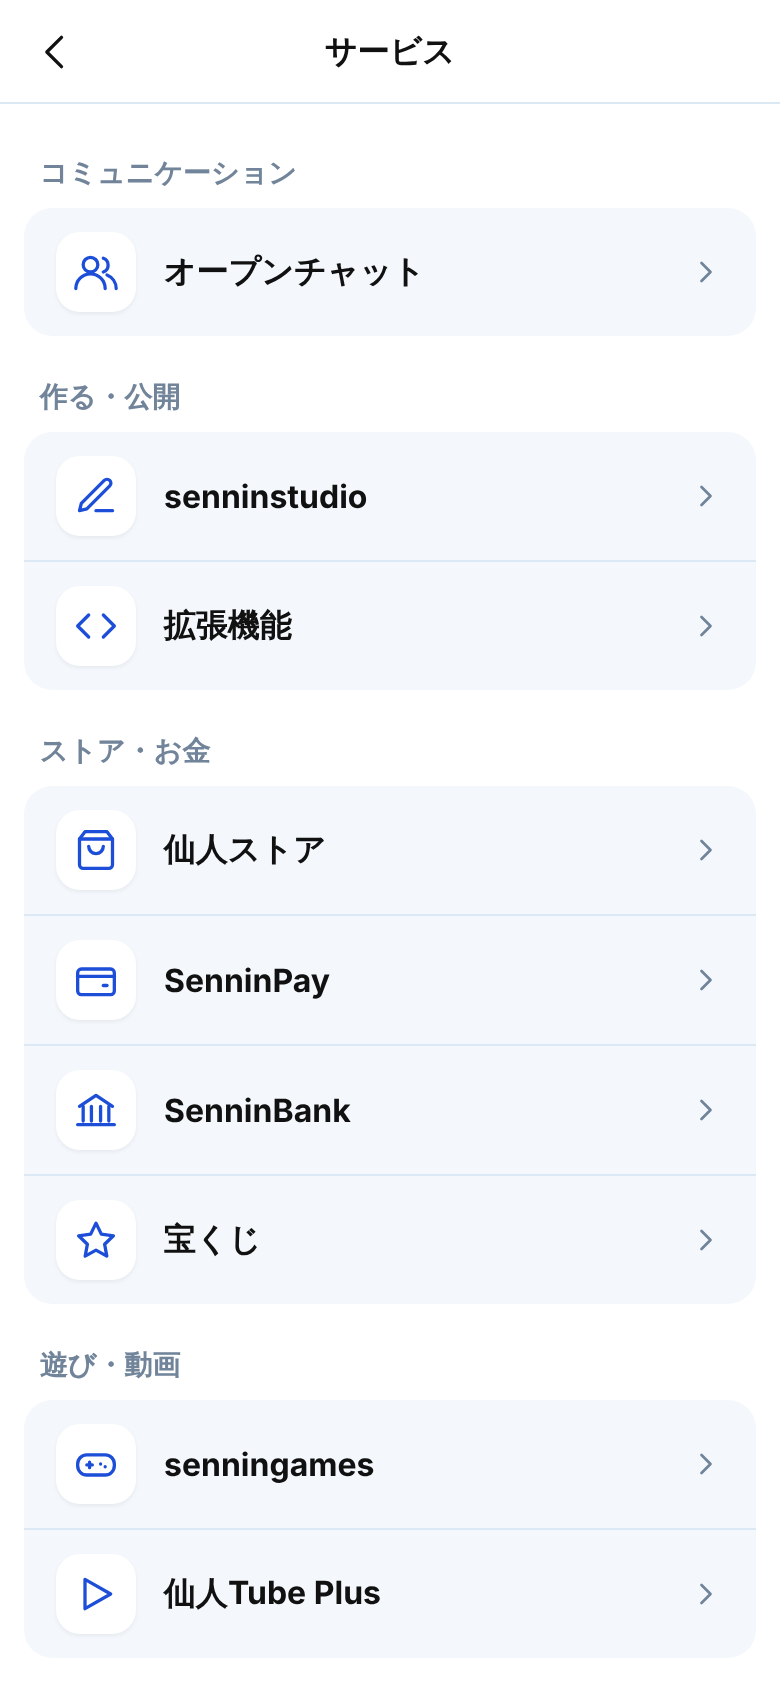 サービス
コミュニケーション
オープンチャット
作る・公開
senninstudio
拡張機能
ストア・お金
仙人ストア
SenninPay
SenninBank
宝くじ
遊び・動画
senningames
仙人Tube Plus